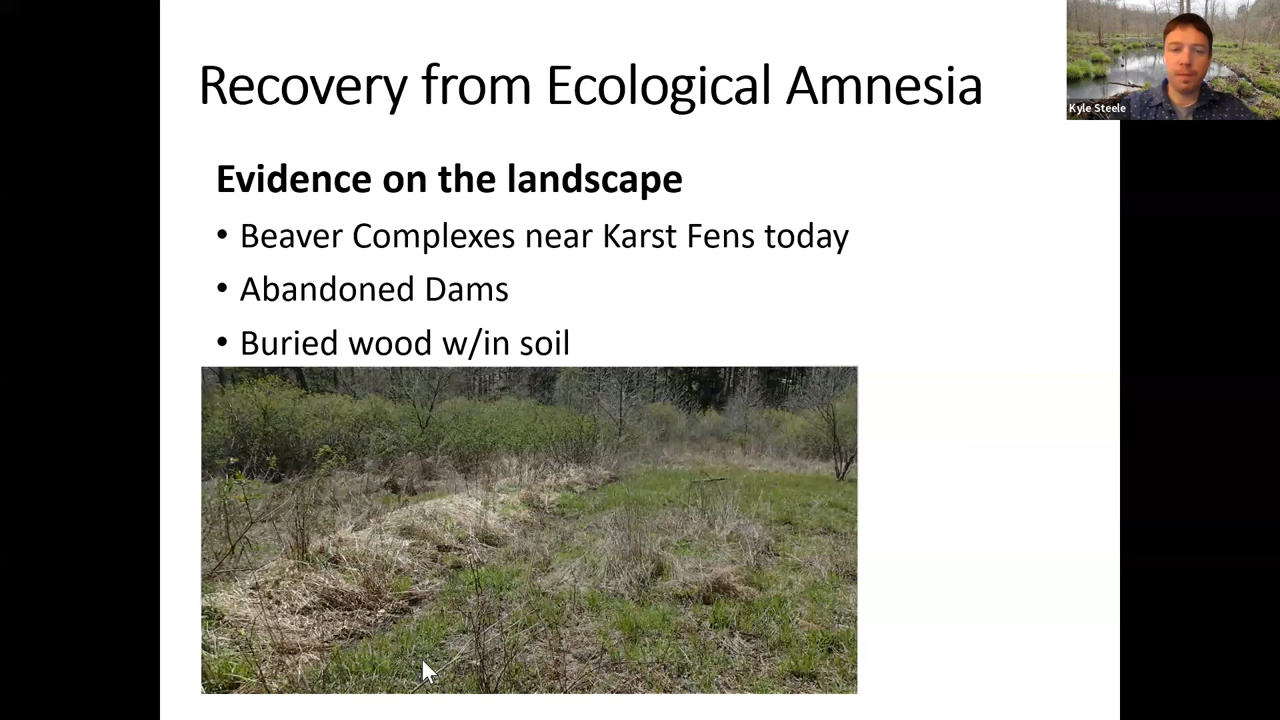 Recovery from Ecological Amnesia
Kyle Steele
Evidence on the landscape
• Beaver Complexes near Karst Fens today
• Abandoned Dams
• Buried wood w/in soil